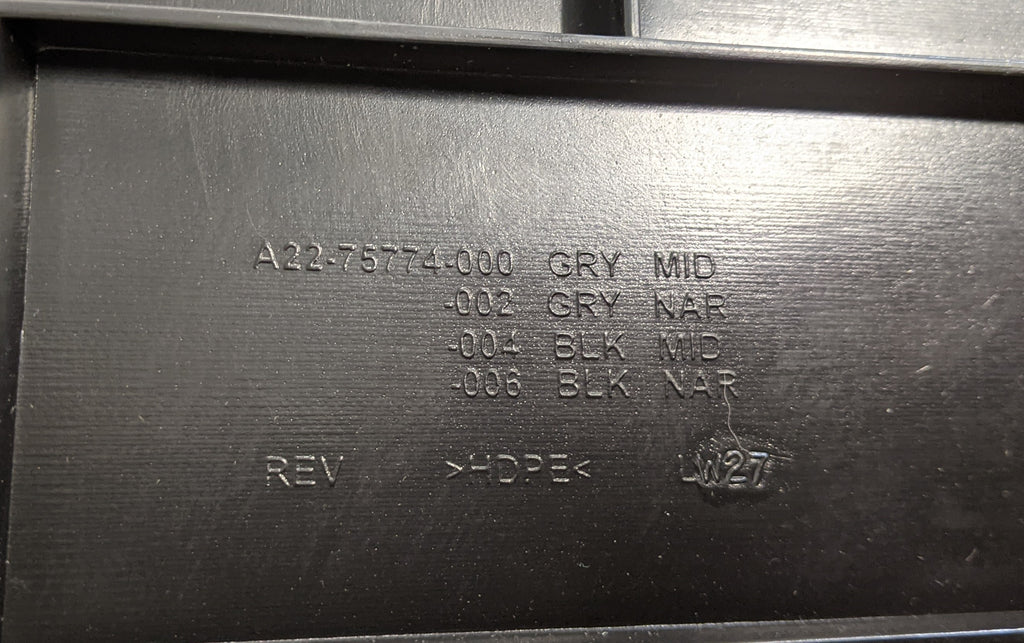 A22-75774-000 GRY MID
-002 GRY NAR
-004 BLK MID
-006 BLK NAR
REV >HDPE< LW27